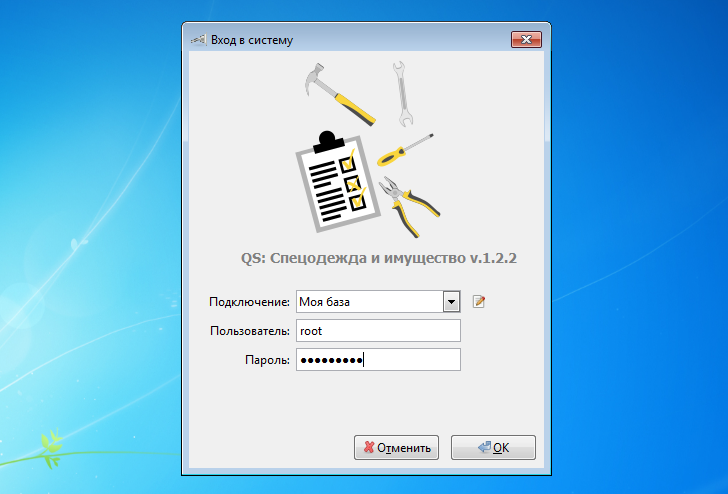 Вход в систему
QS: Спецодежда и имущество v.1.2.2
Подключение: Моя база
Пользователь: root
Пароль: ●●●●●●●●●
Отменить OK